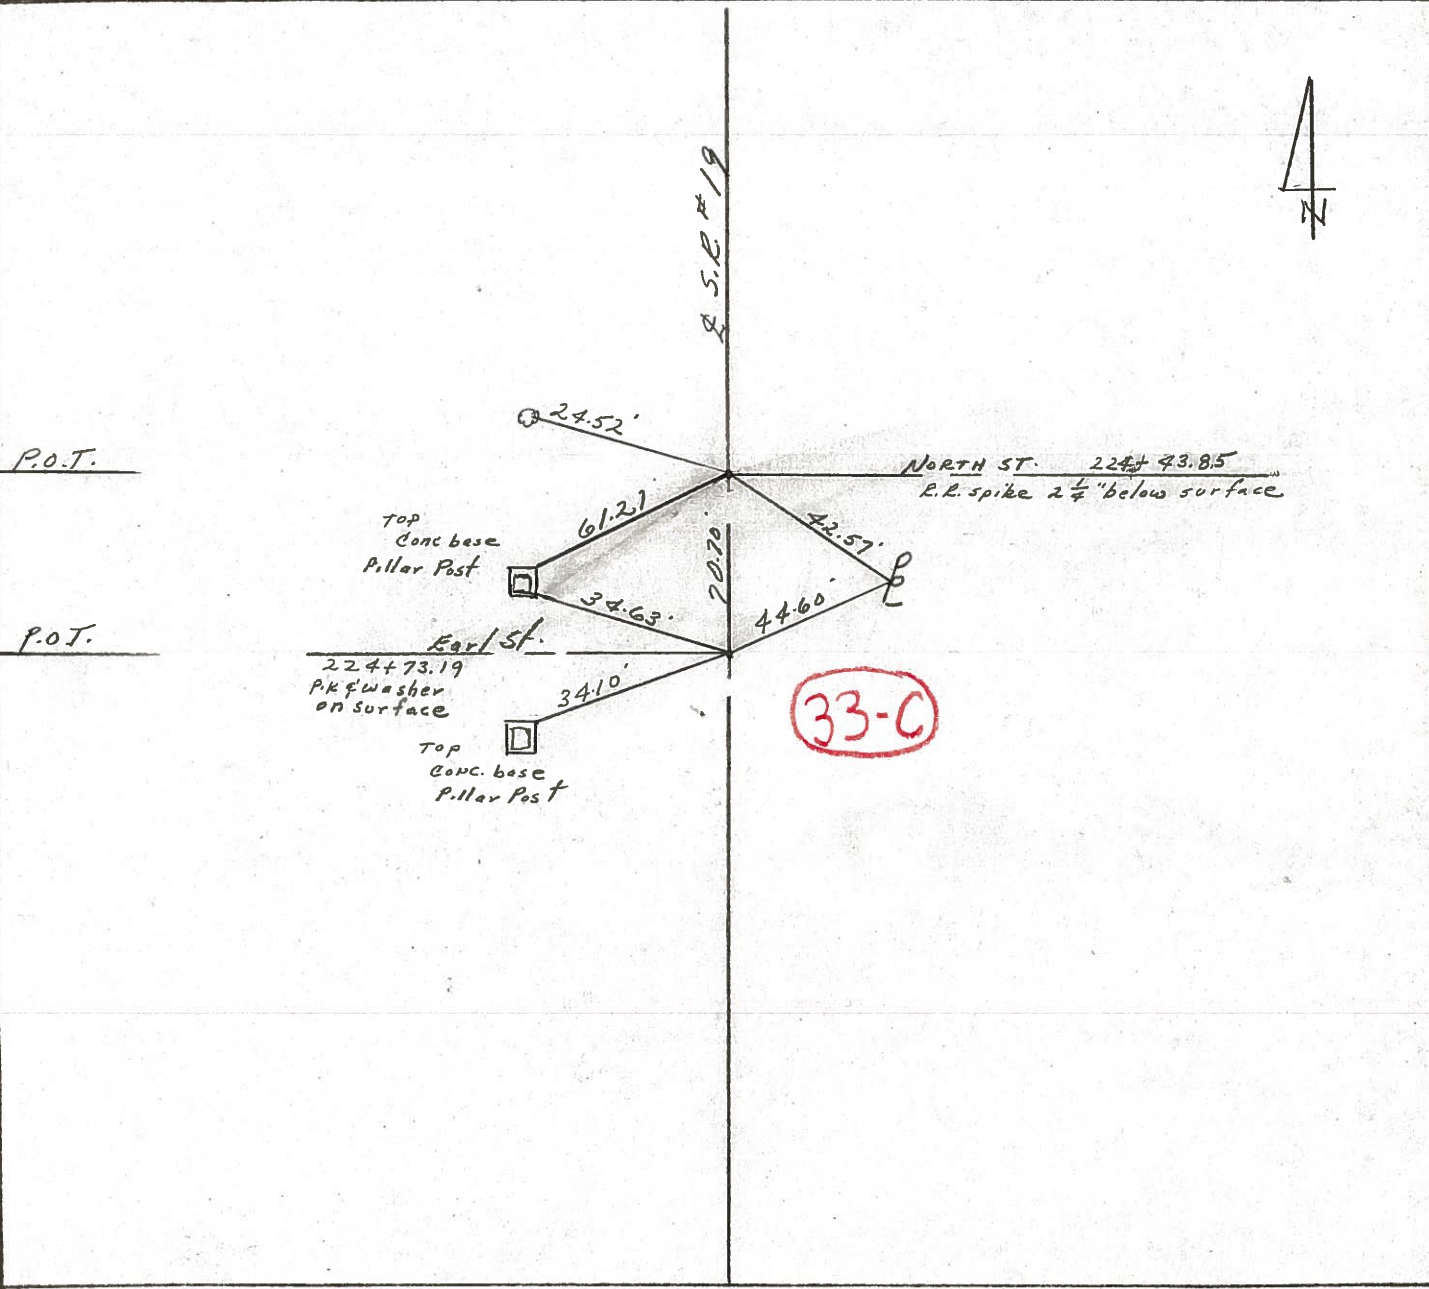 N
℄ S.R. #19
24.52'
P.O.T.
NORTH ST. 224+43.85
R.R. spike 2 1/4" below surface
61.21'
42.57'
Top
Conc base
Pillar Post
20.70'
34.63'
44.60'
P.O.T.
Earl St.
224+73.19
P.K & washer
on surface
34.10'
33-C
Top
Conc. base
Pillar Post